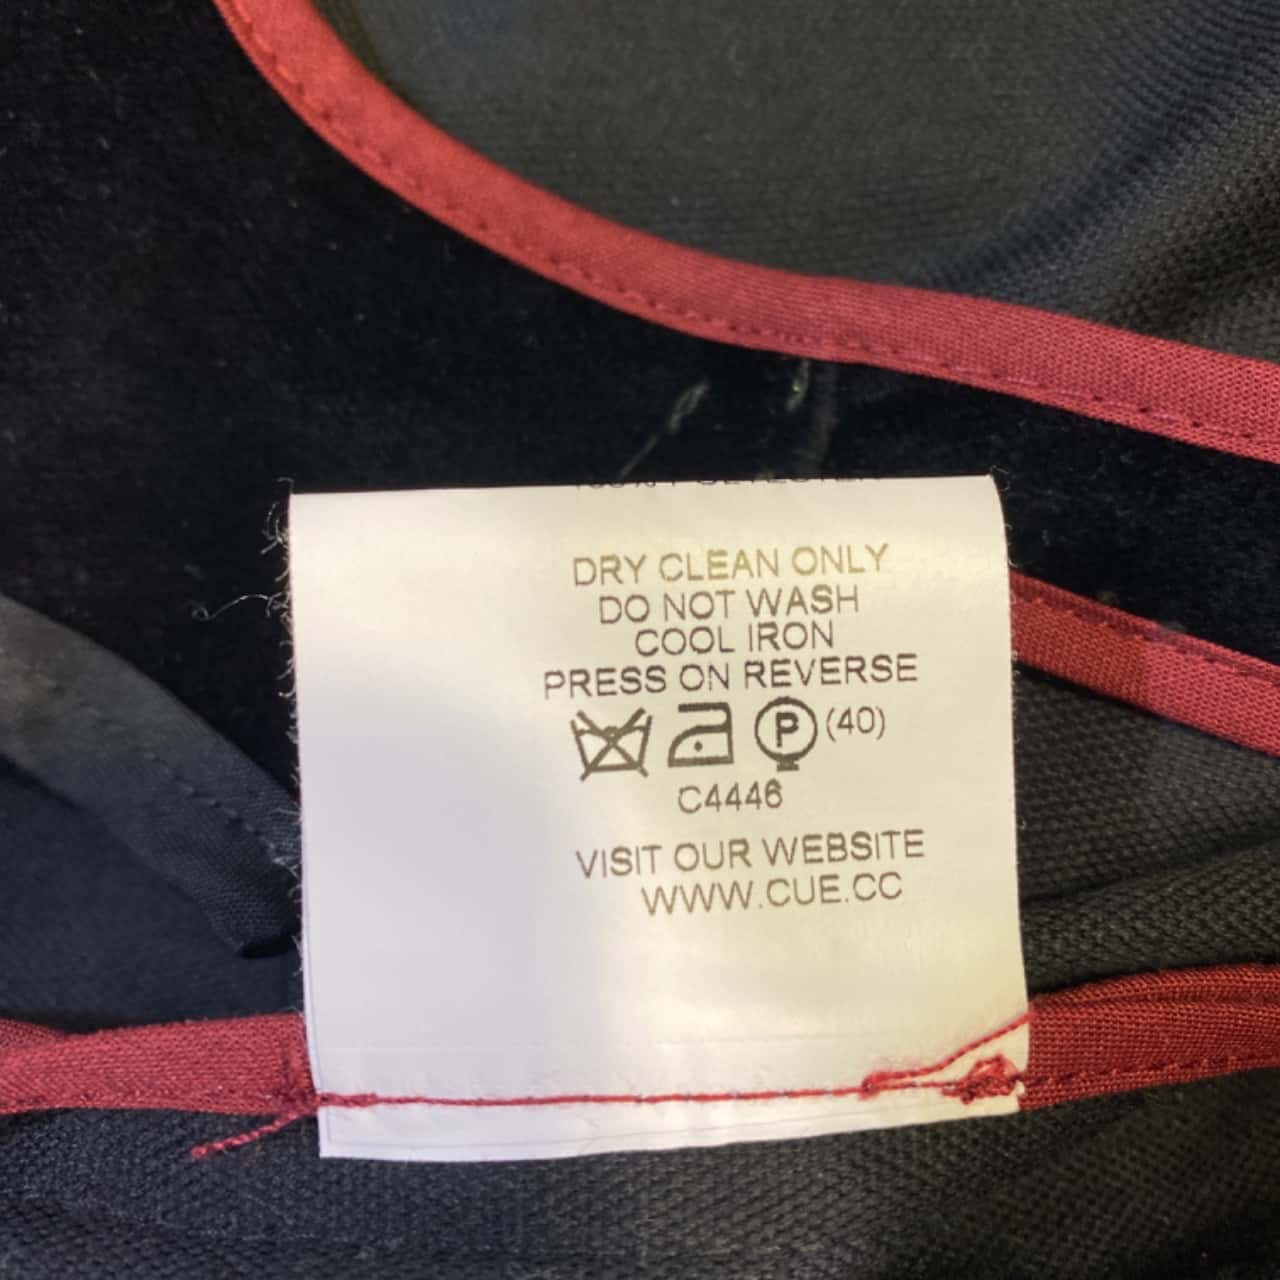 DRY CLEAN ONLY
DO NOT WASH
COOL IRON
PRESS ON REVERSE
P (40)
C4446
VISIT OUR WEBSITE
WWW.CUE.CC